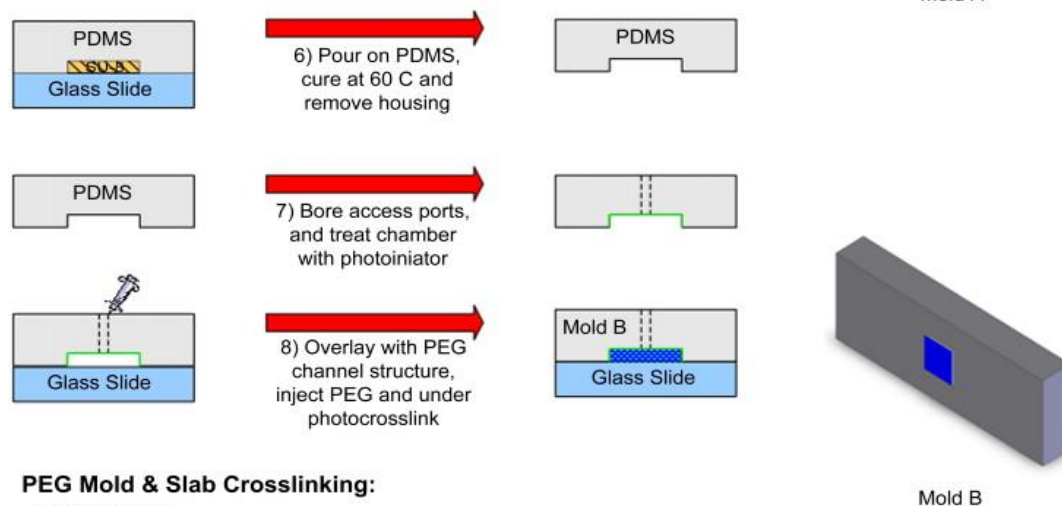 PDMS
SU-8
Glass Slide
6) Pour on PDMS,
cure at 60 C and
remove housing
PDMS
PDMS
7) Bore access ports,
and treat chamber
with photoiniator
Glass Slide
8) Overlay with PEG
channel structure,
inject PEG and under
photocrosslink
Mold B
Glass Slide
PEG Mold & Slab Crosslinking:
Mold B